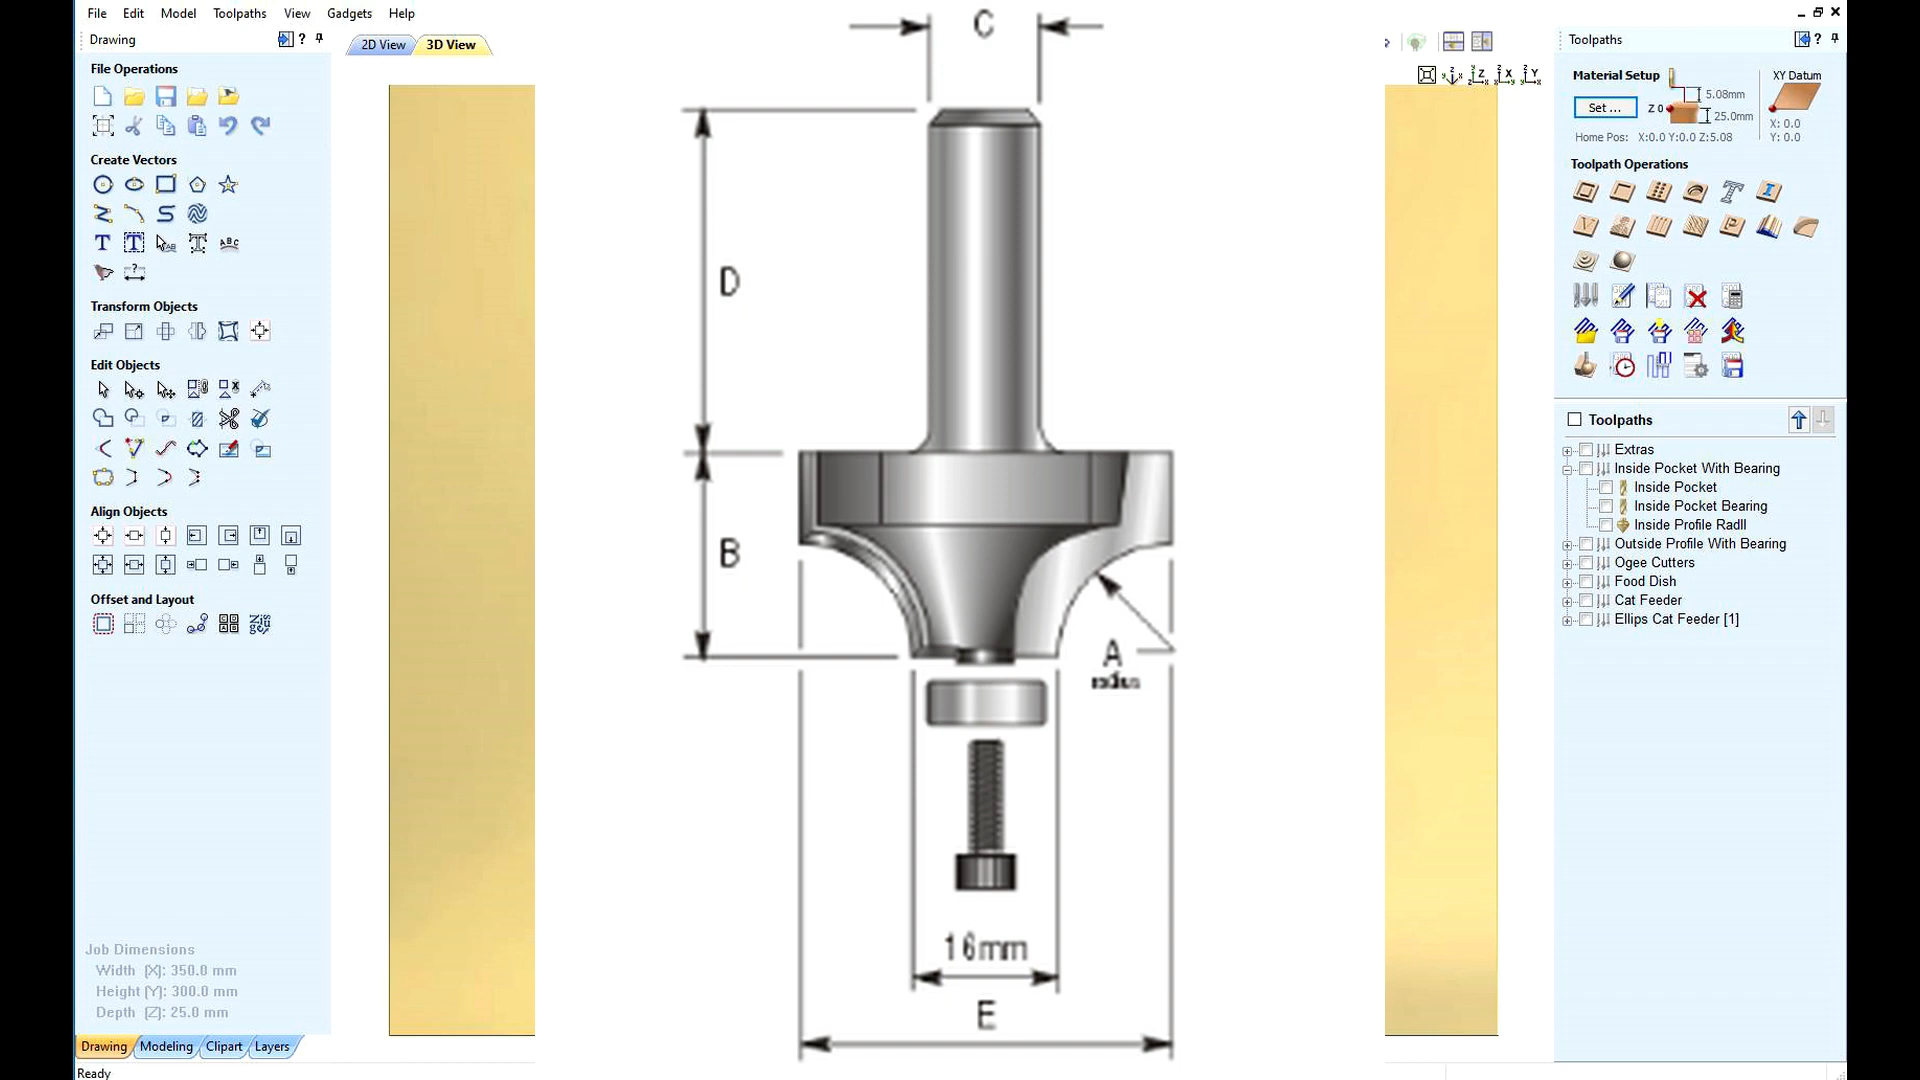 File Edit Model Toolpaths View Gadgets Help
Drawing
2D View 3D View
File Operations
Create Vectors
Transform Objects
Edit Objects
Align Objects
Offset and Layout
Job Dimensions
Width (X): 350.0 mm
Height (Y): 300.0 mm
Depth (Z): 25.0 mm
Drawing Modeling Clipart Layers
Ready
C
D
B
A
radius
16mm
E
Toolpaths
Material Setup
XY Datum
Set ...
Z 0
5.08mm
25.0mm
X: 0.0
Y: 0.0
Home Pos: X:0.0 Y:0.0 Z:5.08
Toolpath Operations
Toolpaths
Extras
Inside Pocket With Bearing
Inside Pocket
Inside Pocket Bearing
Inside Profile RadII
Outside Profile With Bearing
Ogee Cutters
Food Dish
Cat Feeder
Ellips Cat Feeder [1]